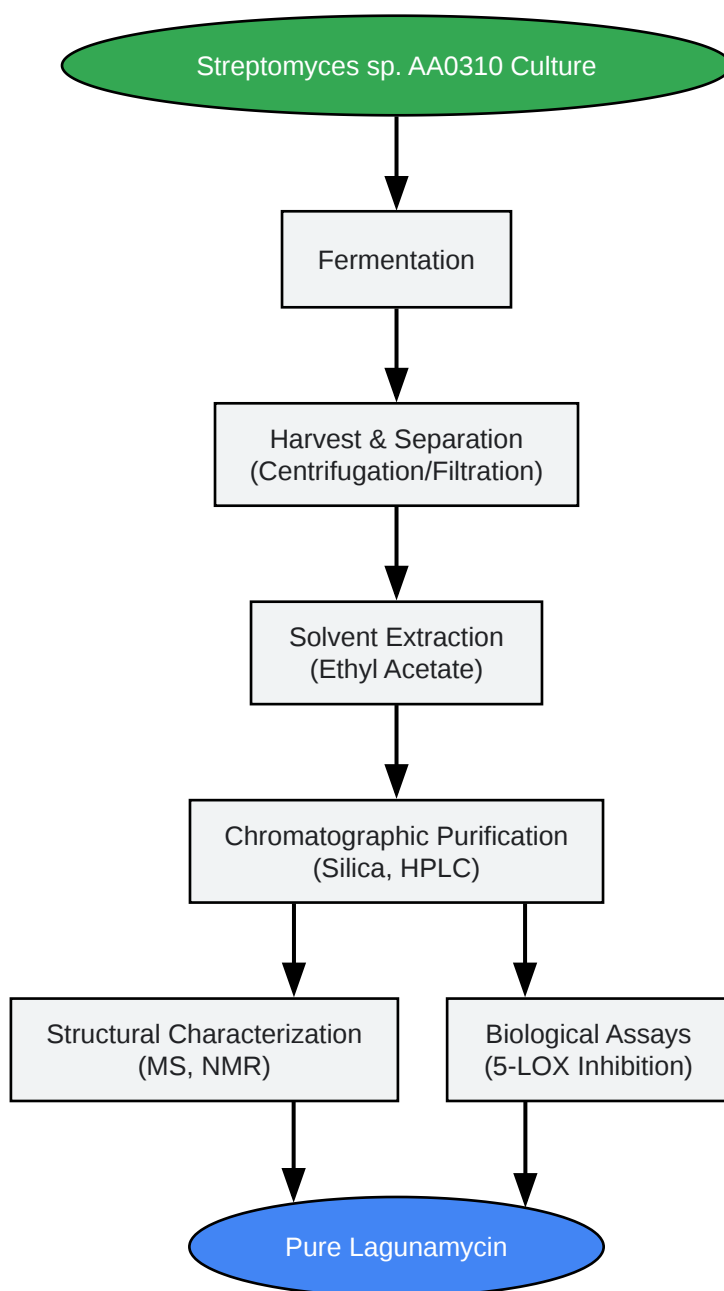 Streptomyces sp. AA0310 Culture
Fermentation
Harvest & Separation
(Centrifugation/Filtration)
Solvent Extraction
(Ethyl Acetate)
Chromatographic Purification
(Silica, HPLC)
Structural Characterization
(MS, NMR)
Biological Assays
(5-LOX Inhibition)
Pure Lagunamycin